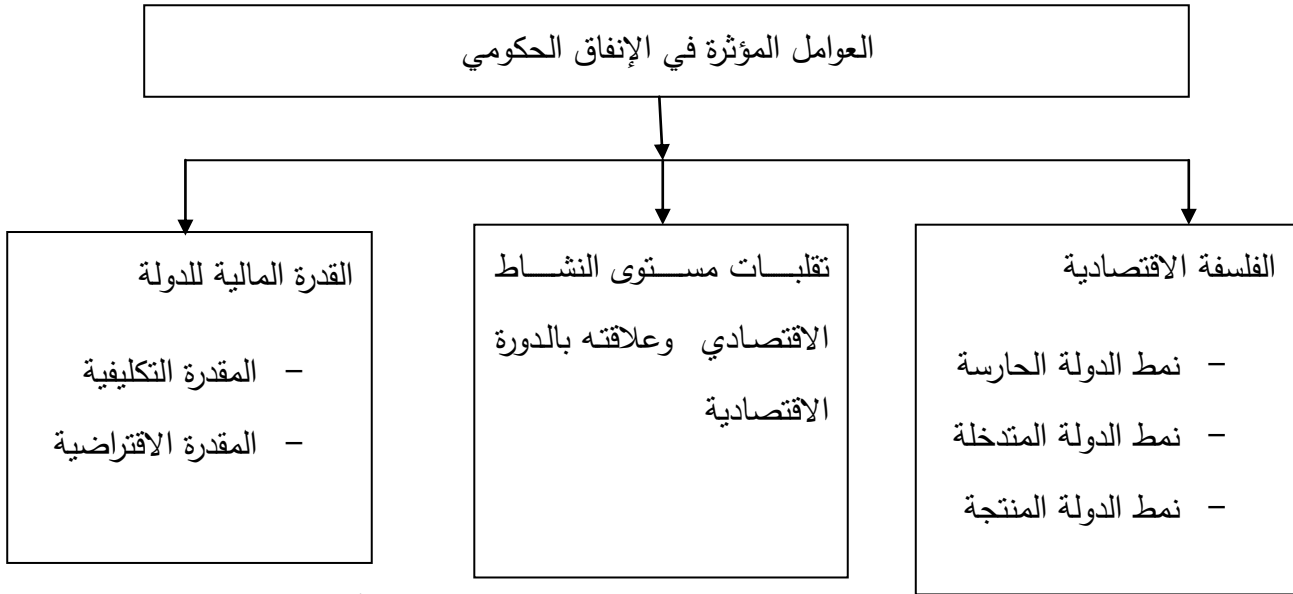 العوامل المؤثرة في الإنفاق الحكومي
الفلسفة الاقتصادية
- نمط الدولة الحارسة
- نمط الدولة المتدخلة
- نمط الدولة المنتجة
تقلبات مستوى النشاط
الاقتصادي وعلاقته بالدورة
الاقتصادية
القدرة المالية للدولة
- المقدرة التكليفية
- المقدرة الاقتراضية